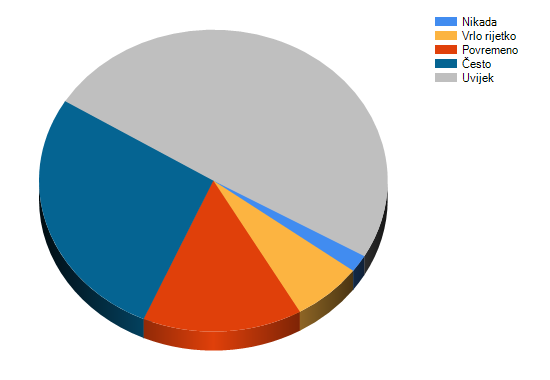 Nikada
Vrlo rijetko
Povremeno
Često
Uvijek